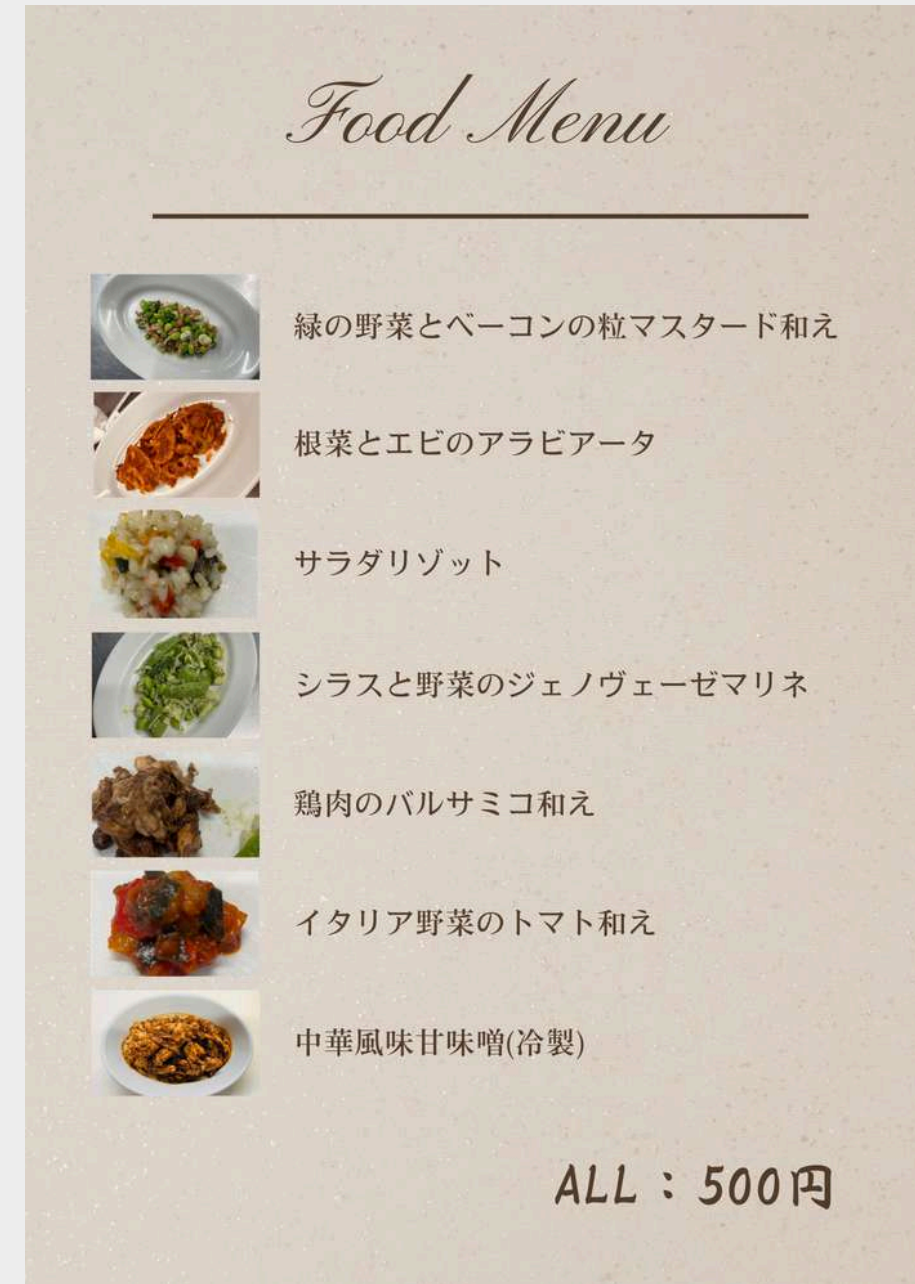 Food Menu
緑の野菜とベーコンの粒マスタード和え
根菜とエビのアラビアータ
サラダリゾット
シラスと野菜のジェノヴェーゼマリネ
鶏肉のバルサミコ和え
イタリア野菜のトマト和え
中華風味甘味噌(冷製)
ALL：500円